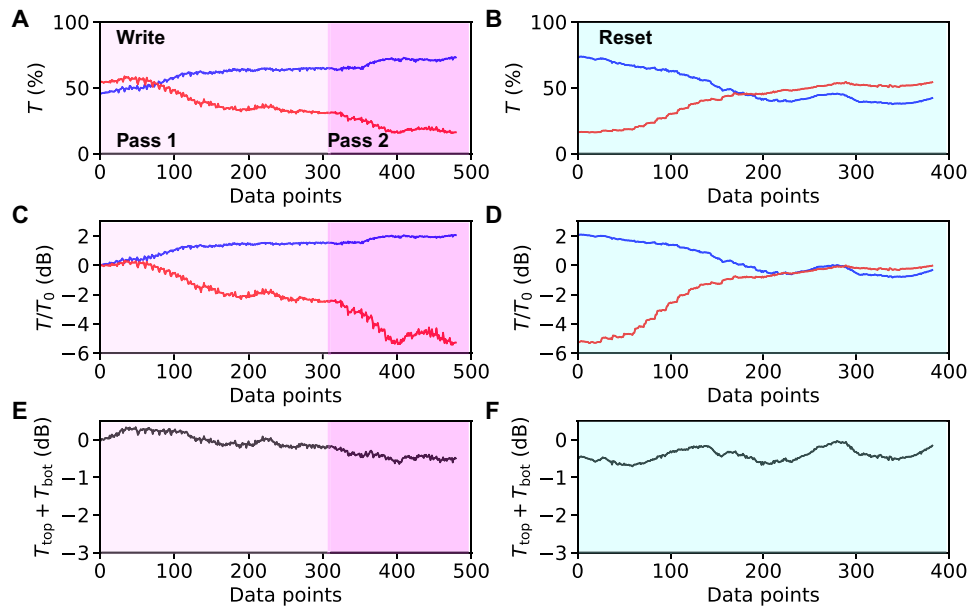 A
B
Write
Reset
Pass 1
Pass 2
T (%)
100
50
0
0 100 200 300 400 500
Data points
T (%)
100
50
0
0 100 200 300 400
Data points
C
D
T/T₀ (dB)
2
0
−2
−4
−6
0 100 200 300 400 500
Data points
T/T₀ (dB)
2
0
−2
−4
−6
0 100 200 300 400
Data points
E
F
T_top + T_bot (dB)
0
−1
−2
−3
0 100 200 300 400 500
Data points
T_top + T_bot (dB)
0
−1
−2
−3
0 100 200 300 400
Data points